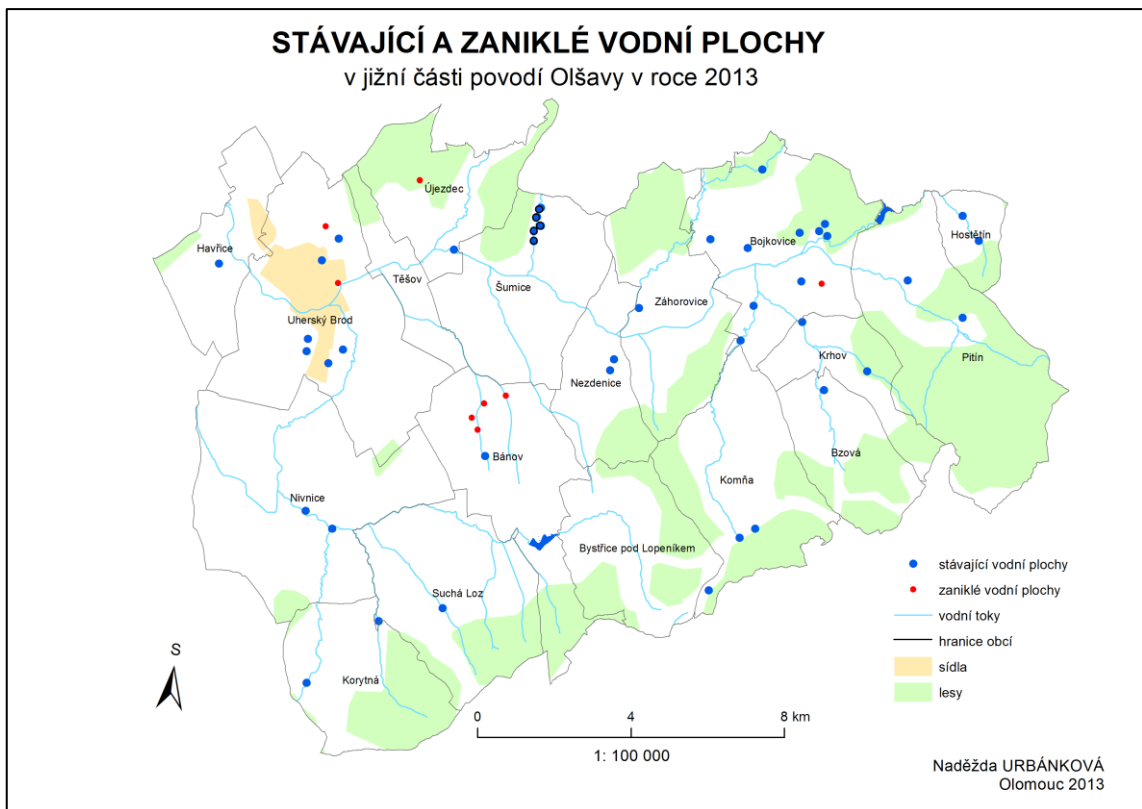 STÁVAJÍCÍ A ZANIKLÉ VODNÍ PLOCHY
v jižní části povodí Olšavy v roce 2013
Újezdec
Havřice
Hostětín
Bojkovice
Těšov
Šumice
Záhorovice
Uherský Brod
Nezdenice
Krhov
Pitín
Bánov
Bzová
Komňa
Nivnice
Bystřice pod Lopeníkem
Suchá Loz
Korytná
stávající vodní plochy
zaniklé vodní plochy
vodní toky
hranice obcí
sídla
lesy
S
0 4 8 km
1: 100 000
Naděžda URBÁNKOVÁ
Olomouc 2013